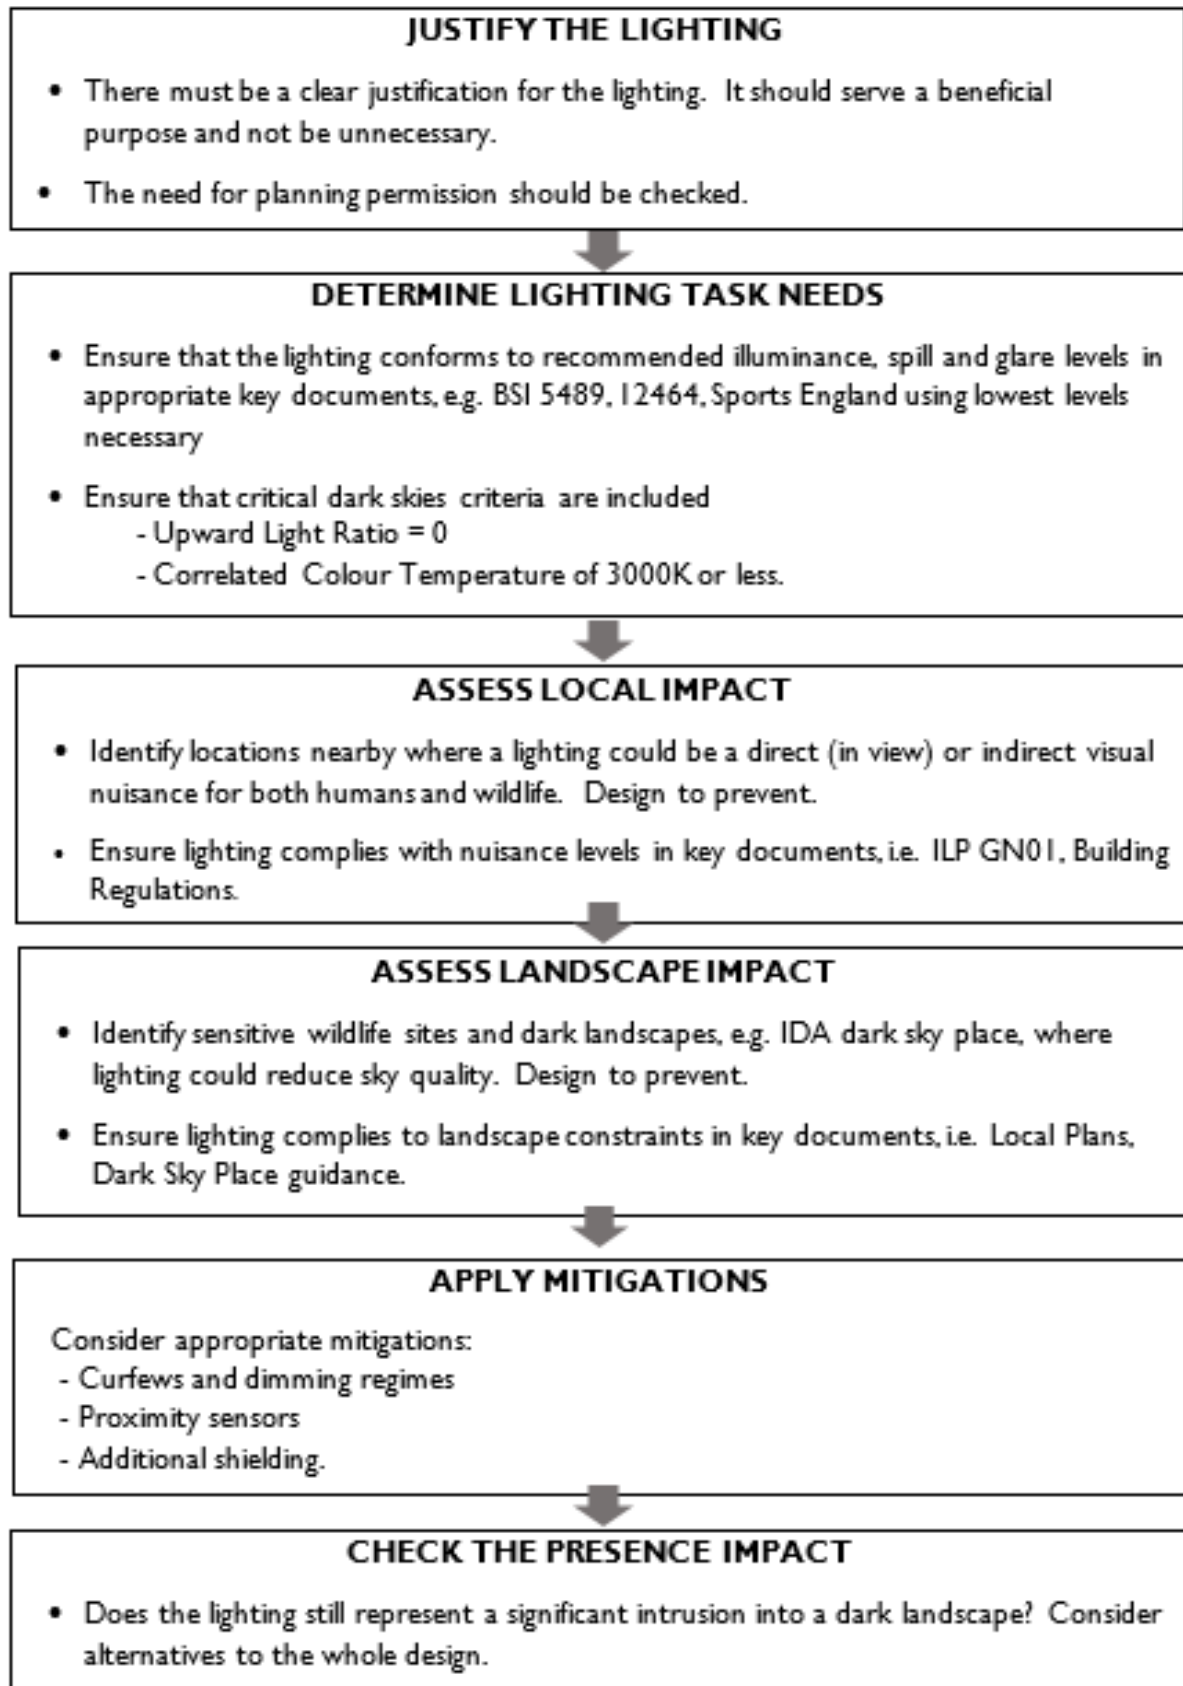 JUSTIFY THE LIGHTING
• There must be a clear justification for the lighting. It should serve a beneficial
purpose and not be unnecessary.
• The need for planning permission should be checked.
DETERMINE LIGHTING TASK NEEDS
• Ensure that the lighting conforms to recommended illuminance, spill and glare levels in
appropriate key documents, e.g. BSI 5489, 12464, Sports England using lowest levels
necessary
• Ensure that critical dark skies criteria are included
- Upward Light Ratio = 0
- Correlated Colour Temperature of 3000K or less.
ASSESS LOCAL IMPACT
• Identify locations nearby where a lighting could be a direct (in view) or indirect visual
nuisance for both humans and wildlife. Design to prevent.
• Ensure lighting complies with nuisance levels in key documents, i.e. ILP GN01, Building
Regulations.
ASSESS LANDSCAPE IMPACT
• Identify sensitive wildlife sites and dark landscapes, e.g. IDA dark sky place, where
lighting could reduce sky quality. Design to prevent.
• Ensure lighting complies to landscape constraints in key documents, i.e. Local Plans,
Dark Sky Place guidance.
APPLY MITIGATIONS
Consider appropriate mitigations:
- Curfews and dimming regimes
- Proximity sensors
- Additional shielding.
CHECK THE PRESENCE IMPACT
• Does the lighting still represent a significant intrusion into a dark landscape? Consider
alternatives to the whole design.